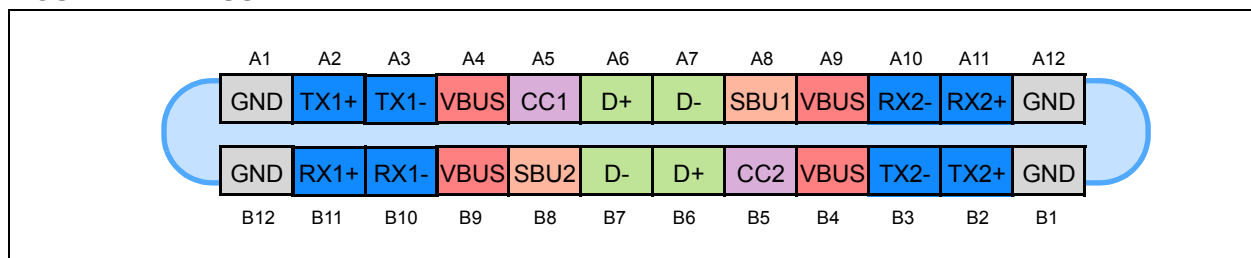 A1 A2 A3 A4 A5 A6 A7 A8 A9 A10 A11 A12
GND TX1+ TX1- VBUS CC1 D+ D- SBU1 VBUS RX2- RX2+ GND
GND RX1+ RX1- VBUS SBU2 D- D+ CC2 VBUS TX2- TX2+ GND
B12 B11 B10 B9 B8 B7 B6 B5 B4 B3 B2 B1